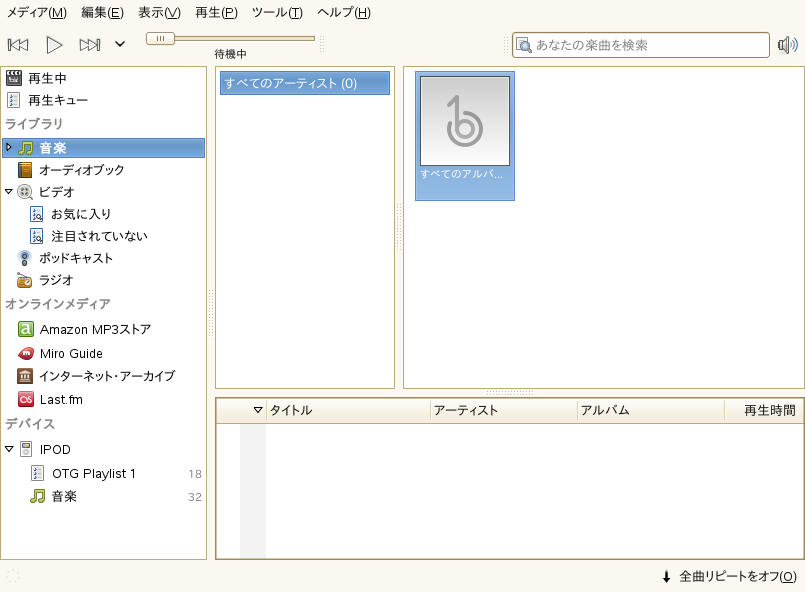 メディア(M) 編集(E) 表示(V) 再生(P) ツール(T) ヘルプ(H)
待機中
あなたの楽曲を検索
再生中
再生キュー
ライブラリ
音楽
オーディオブック
ビデオ
お気に入り
注目されていない
ポッドキャスト
ラジオ
オンラインメディア
Amazon MP3ストア
Miro Guide
インターネット・アーカイブ
Last.fm
デバイス
IPOD
OTG Playlist 1 18
音楽 32
すべてのアーティスト (0)
すべてのアルバ...
タイトル アーティスト アルバム 再生時間
全曲リピートをオフ(O)